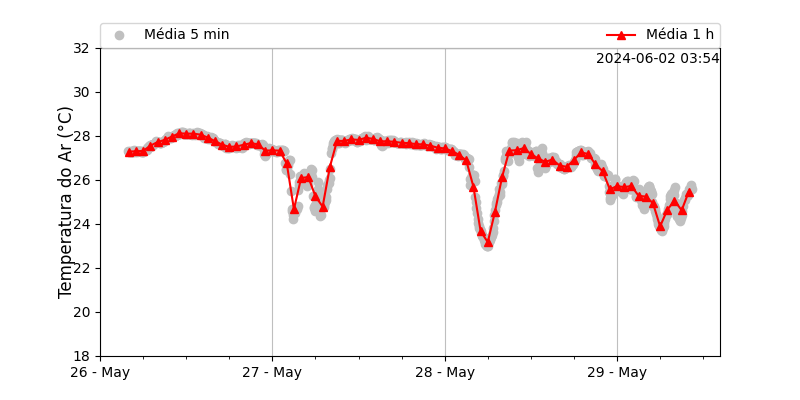 Média 5 min
Média 1 h
2024-06-02 03:54
Temperatura do Ar (°C)
32
30
28
26
24
22
20
18
26 - May
27 - May
28 - May
29 - May